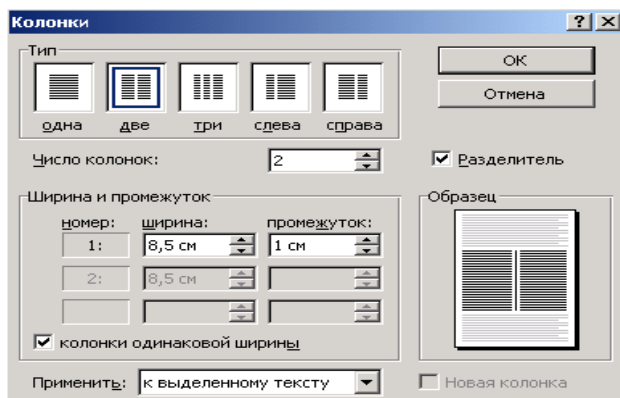 Колонки
Тип
ОК
Отмена
одна две три слева справа
Число колонок: 2
Разделитель
Ширина и промежуток
Образец
номер: ширина: промежуток:
1: 8,5 см 1 см
2: 8,5 см
колонки одинаковой ширины
Применить: к выделенному тексту
Новая колонка